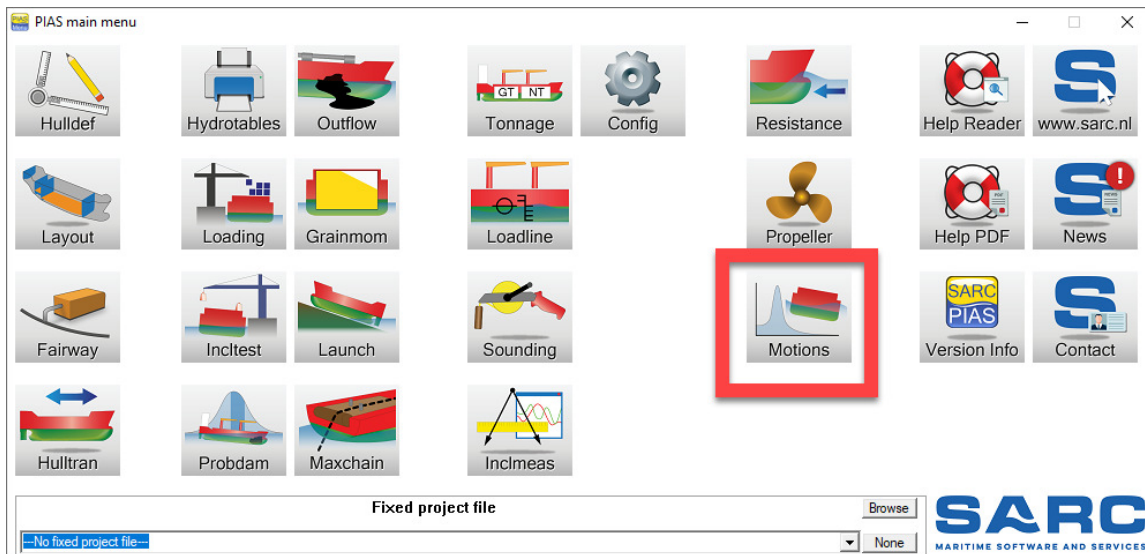 PIAS main menu
Hulldef
Hydrotables
Outflow
GT NT
Tonnage
Config
Resistance
Help Reader
www.sarc.nl
Layout
Loading
Grainmom
Loadline
Propeller
PDF
Help PDF
NEWS
News
Fairway
Incltest
Launch
Sounding
Motions
SARC
PIAS
Version Info
Contact
Hulltran
Probdam
Maxchain
Inclmeas
Fixed project file
Browse
---No fixed project file---
None
SARC
MARITIME SOFTWARE AND SERVICES